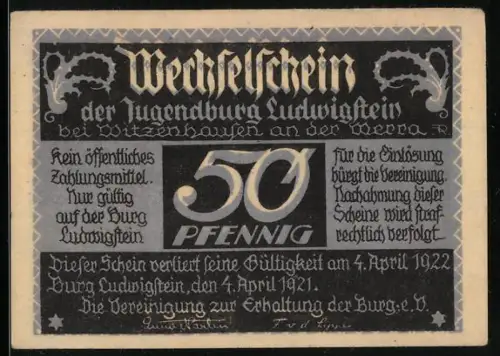 Wechselschein
der Jugendburg Ludwigstein
bei Witzenhausen an der Werra
Kein öffentliches
Zahlungsmittel.
Nur gültig
auf der Burg
Ludwigstein
50
PFENNIG
Für die Einlösung
bürgt die Vereinigung.
Nachahmung dieser
Scheine wird straf-
rechtlich verfolgt
Dieser Schein verliert seine Gültigkeit am 4. April 1922
Burg Ludwigstein, den 4. April 1921.
Die Vereinigung zur Erhaltung der Burg e. V.